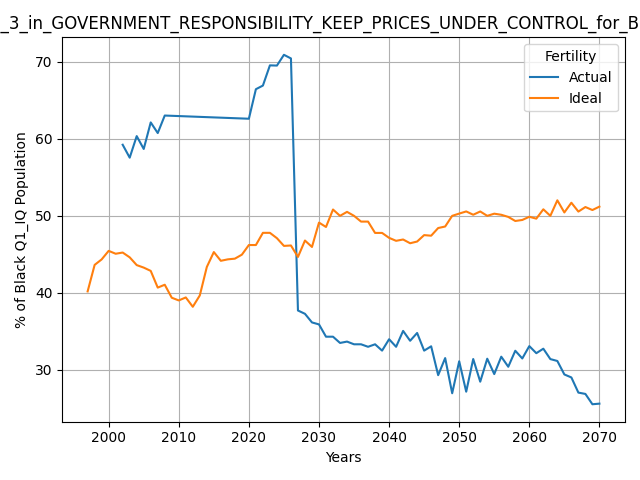 _3_in_GOVERNMENT_RESPONSIBILITY_KEEP_PRICES_UNDER_CONTROL_for_B
Fertility
Actual
Ideal
% of Black Q1_IQ Population
70
60
50
40
30
2000 2010 2020 2030 2040 2050 2060 2070
Years